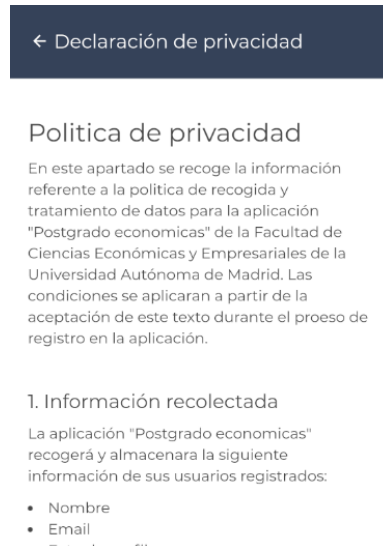 ← Declaración de privacidad
Politica de privacidad
En este apartado se recoge la información
referente a la politica de recogida y
tratamiento de datos para la aplicación
"Postgrado economicas" de la Facultad de
Ciencias Económicas y Empresariales de la
Universidad Autónoma de Madrid. Las
condiciones se aplicaran a partir de la
aceptación de este texto durante el proeso de
registro en la aplicación.
1. Información recolectada
La aplicación "Postgrado economicas"
recogerá y almacenara la siguiente
información de sus usuarios registrados:
• Nombre
• Email